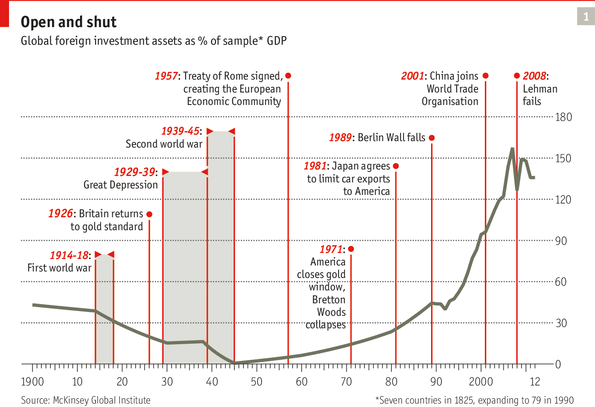 Open and shut
1
Global foreign investment assets as % of sample* GDP
1957: Treaty of Rome signed,
creating the European
Economic Community
2001: China joins
World Trade
Organisation
2008:
Lehman
fails
1939-45:
Second world war
1989: Berlin Wall falls
1929-39:
Great Depression
1981: Japan agrees
to limit car exports
to America
1926: Britain returns
to gold standard
1914-18:
First world war
1971:
America
closes gold
window,
Bretton
Woods
collapses
180
150
120
90
60
30
0
1900 10 20 30 40 50 60 70 80 90 2000 12
Source: McKinsey Global Institute
*Seven countries in 1825, expanding to 79 in 1990